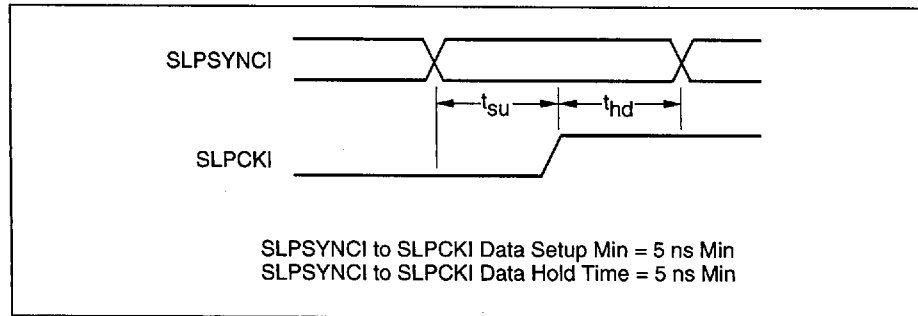 SLPSYNCI
tsu
thd
SLPCKI
SLPSYNCI to SLPCKI Data Setup Min = 5 ns Min
SLPSYNCI to SLPCKI Data Hold Time = 5 ns Min